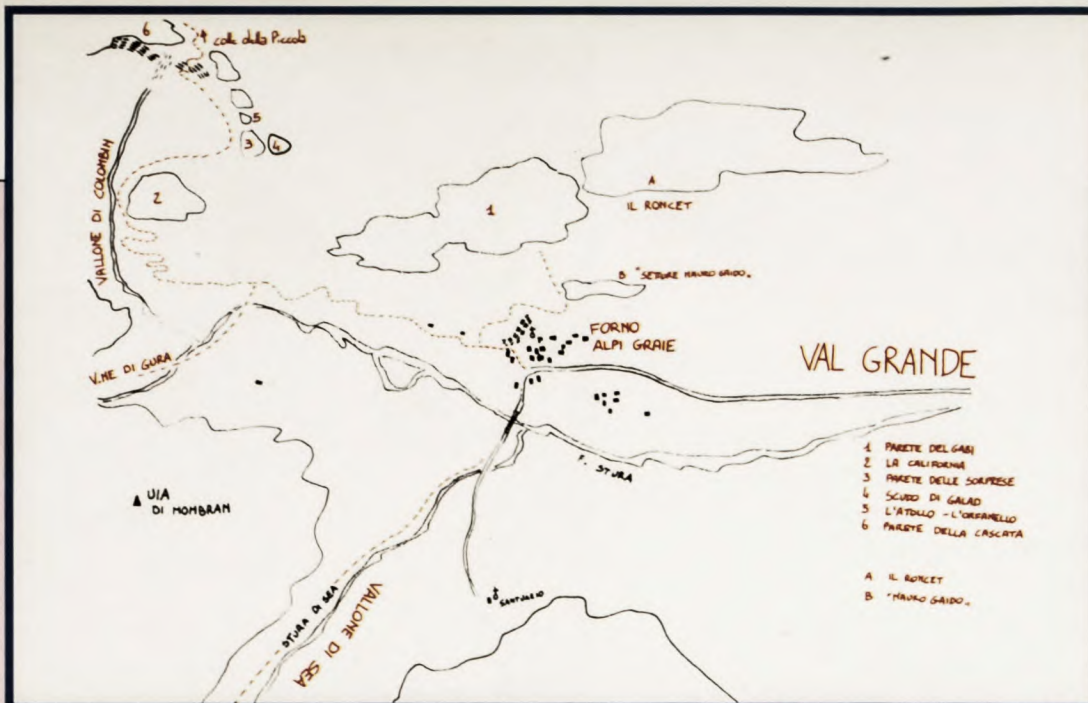 6
colle della Piccola
5
3
4
VALLONE DI COLOMBIN
2
1
A
IL RONCET
B "SETTORE MAURO GAIDO"
FORNO
ALPI GRAIE
VAL GRANDE
V.NE DI GURA
F. STURA
UIA
DI MOMBRAN
STURA DI SEA
VALLONE DI SEA
SANTUARIO
1 PARETE DEL GABI
2 LA CALIFORNIA
3 PARETE DELLE SORPRESE
4 SCUDO DI GALAD
5 L'ATOLLO - L'ORFANELLO
6 PARETE DELLA CASCATA
A IL RONCET
B "MAURO GAIDO"